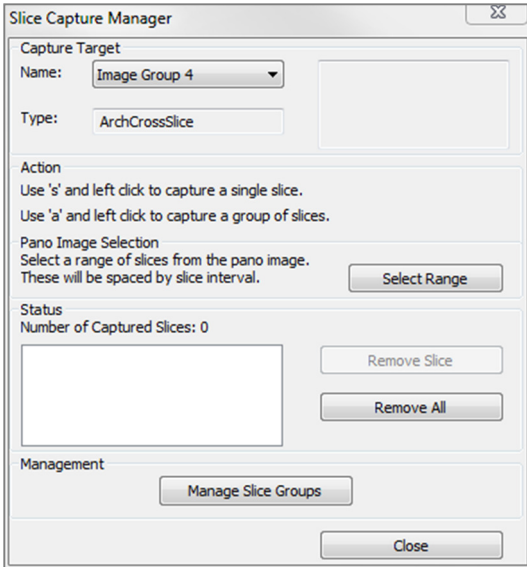 Slice Capture Manager
Capture Target
Name: Image Group 4
Type: ArchCrossSlice
Action
Use 's' and left click to capture a single slice.
Use 'a' and left click to capture a group of slices.
Pano Image Selection
Select a range of slices from the pano image.
These will be spaced by slice interval.
Select Range
Status
Number of Captured Slices: 0
Remove Slice
Remove All
Management
Manage Slice Groups
Close